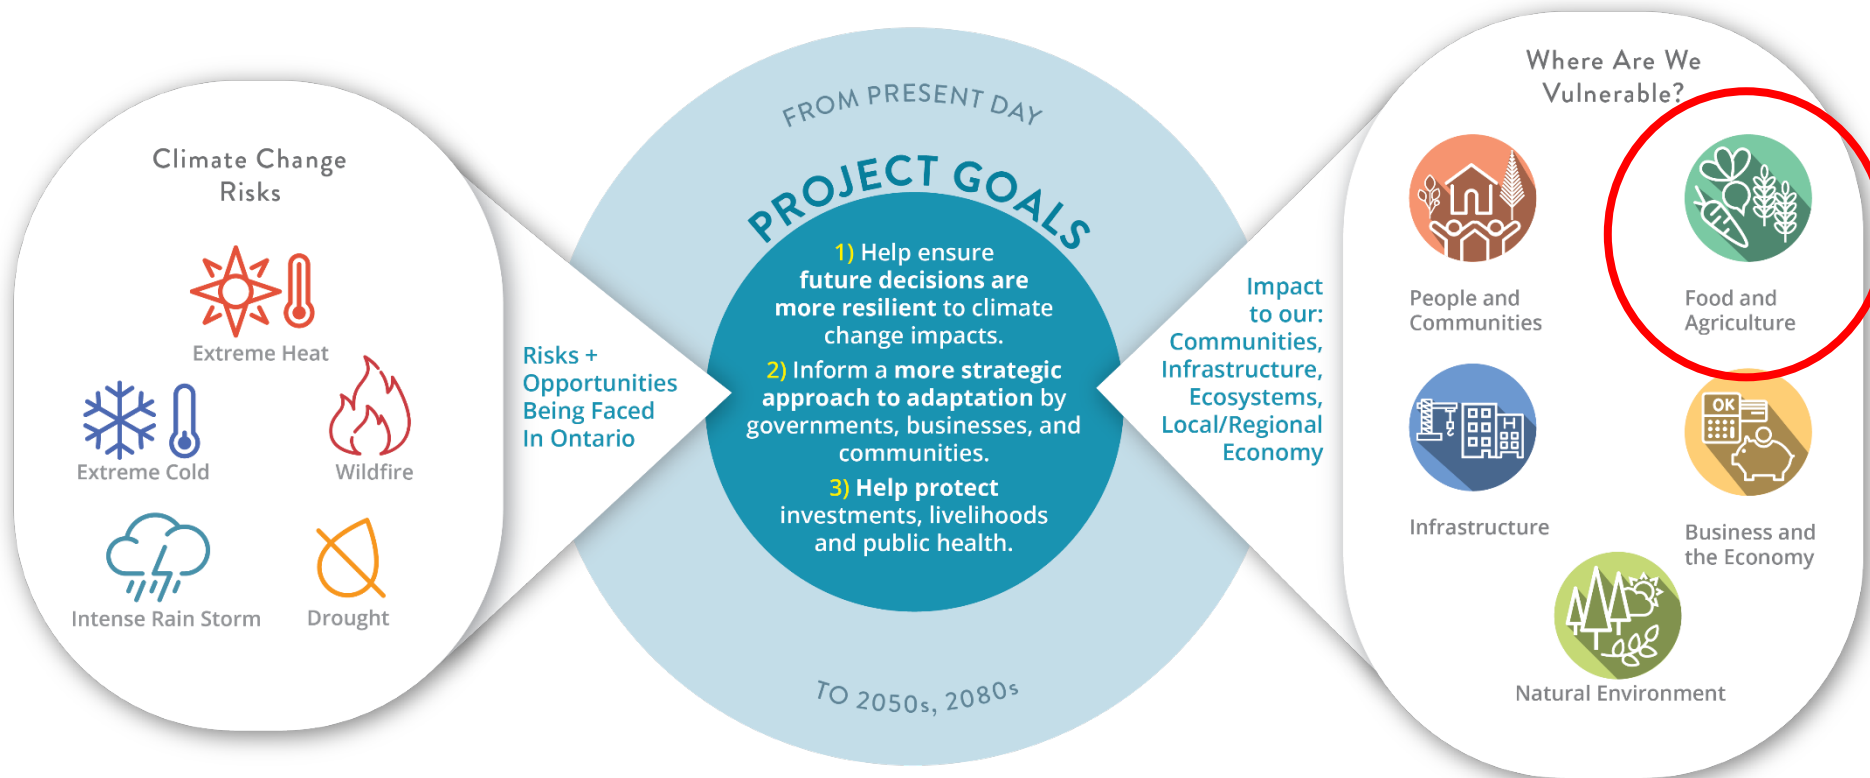 Climate Change
Risks
Extreme Heat
Extreme Cold
Wildfire
Intense Rain Storm
Drought
Risks +
Opportunities
Being Faced
In Ontario
FROM PRESENT DAY
PROJECT GOALS
1) Help ensure
future decisions are
more resilient to climate
change impacts.
2) Inform a more strategic
approach to adaptation by
governments, businesses, and
communities.
3) Help protect
investments, livelihoods
and public health.
TO 2050s, 2080s
Impact
to our:
Communities,
Infrastructure,
Ecosystems,
Local/Regional
Economy
Where Are We
Vulnerable?
People and
Communities
Food and
Agriculture
H
Infrastructure
OK
Business and
the Economy
Natural Environment